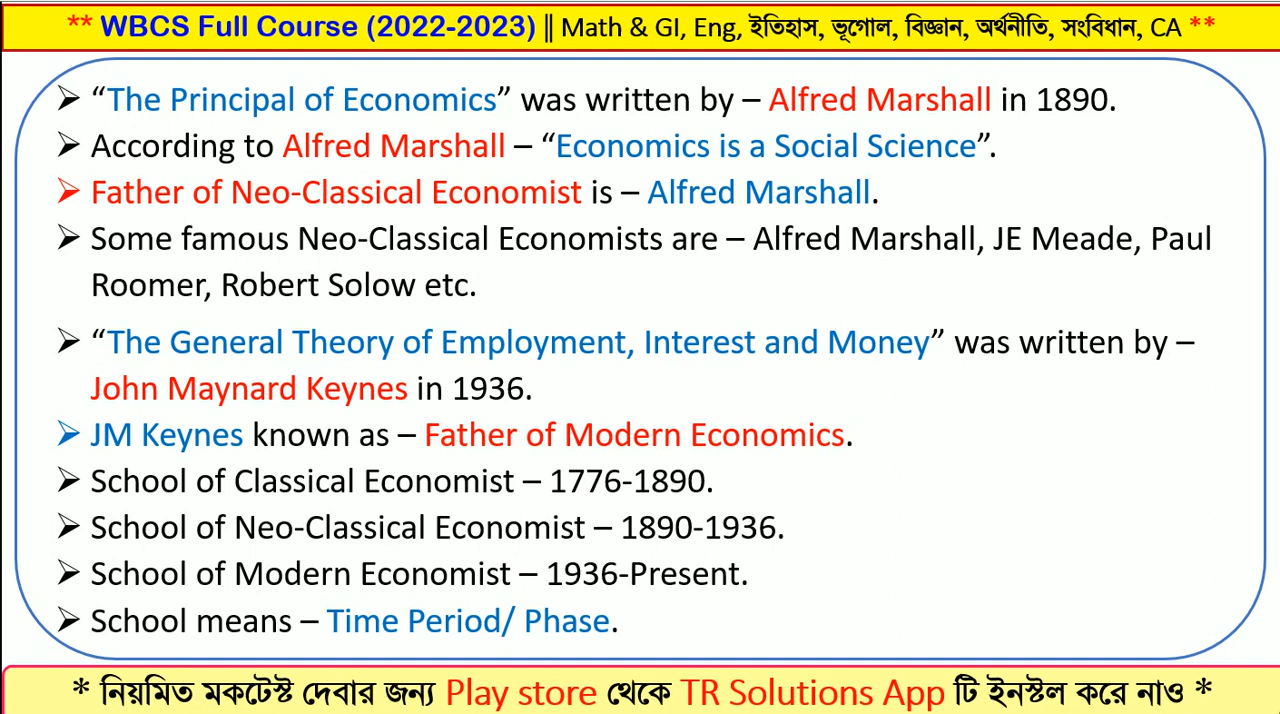 ** WBCS Full Course (2022-2023) || Math & GI, Eng, ইতিহাস, ভূগোল, বিজ্ঞান, অর্থনীতি, সংবিধান, CA **
➢ “The Principal of Economics” was written by – Alfred Marshall in 1890.
➢ According to Alfred Marshall – “Economics is a Social Science”.
➢ Father of Neo-Classical Economist is – Alfred Marshall.
➢ Some famous Neo-Classical Economists are – Alfred Marshall, JE Meade, Paul
Roomer, Robert Solow etc.
➢ “The General Theory of Employment, Interest and Money” was written by –
John Maynard Keynes in 1936.
➢ JM Keynes known as – Father of Modern Economics.
➢ School of Classical Economist – 1776-1890.
➢ School of Neo-Classical Economist – 1890-1936.
➢ School of Modern Economist – 1936-Present.
➢ School means – Time Period/ Phase.
* নিয়মিত মকটেস্ট দেবার জন্য Play store থেকে TR Solutions App টি ইনস্টল করে নাও *